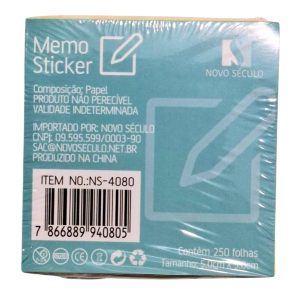 Memo
Sticker
NOVO SÉCULO
Composição: Papel
PRODUTO NÃO PERECÍVEL
VALIDADE INDETERMINADA
IMPORTADO POR: NOVO SÉCULO
CNPJ: 09.595.599/0003-90
SAC@NOVOSECULO.NET.BR
PRODUZIDO NA CHINA
ITEM NO.:NS-4080
7 866889 940805
Contém 250 folhas
Tamanho: